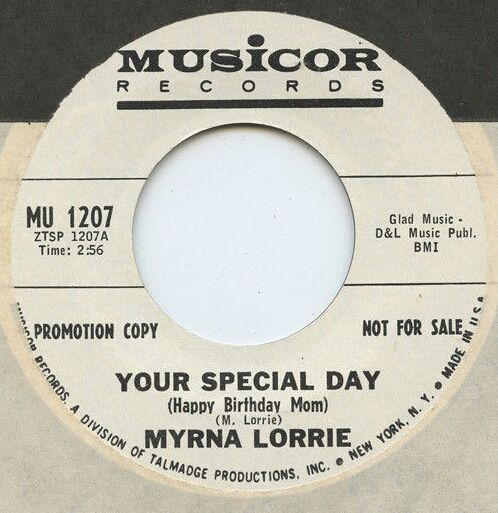 MUSiCOR
RECORDS
MU 1207
ZTSP 1207A
Time: 2:56
Glad Music -
D&L Music Publ.
BMI
PROMOTION COPY
NOT FOR SALE
YOUR SPECIAL DAY
(Happy Birthday Mom)
(M. Lorrie)
MYRNA LORRIE
MUSICOR RECORDS, A DIVISION OF TALMADGE PRODUCTIONS, INC. ● NEW YORK, N. Y. ● MADE IN U.S.A.